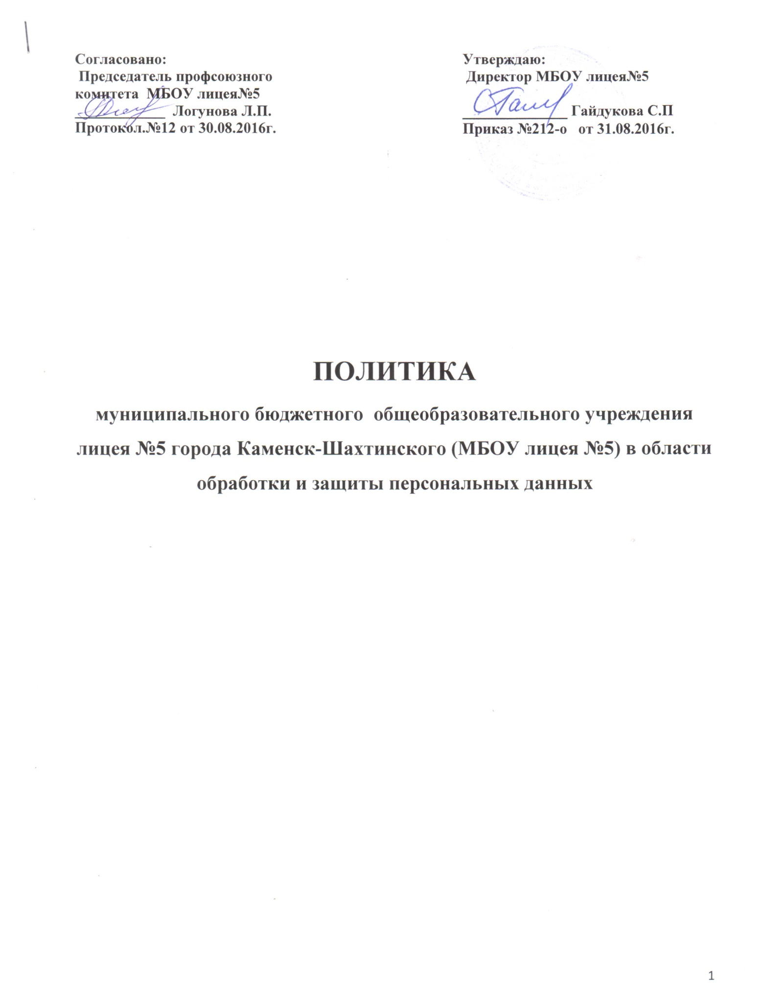 Согласовано:
Председатель профсоюзного
комитета МБОУ лицея№5
____________ Логунова Л.П.
Протокол.№12 от 30.08.2016г.
Утверждаю:
Директор МБОУ лицея№5
______________ Гайдукова С.П
Приказ №212-о от 31.08.2016г.
ПОЛИТИКА
муниципального бюджетного общеобразовательного учреждения
лицея №5 города Каменск-Шахтинского (МБОУ лицея №5) в области
обработки и защиты персональных данных
1